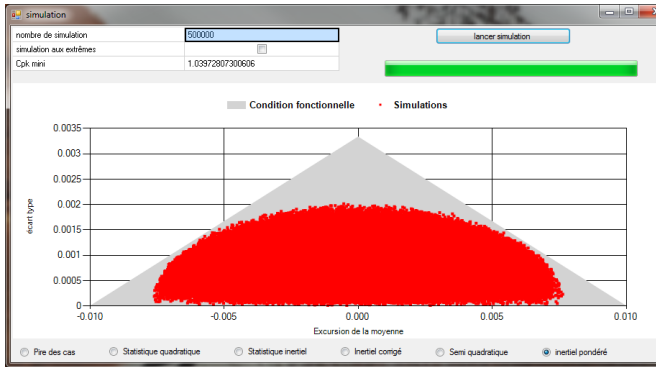 simulation
nombre de simulation 500000
lancer simulation
simulation aux extrêmes
Cpk mini 1.03972807300606
Condition fonctionnelle Simulations
0.0035
0.003
0.0025
0.002
0.0015
0.001
0.0005
0
écart type
-0.010 -0.005 0.000 0.005 0.010
Excursion de la moyenne
Pire des cas Statistique quadratique Statistique inertiel Inertiel corrigé Semi quadratique inertiel pondéré